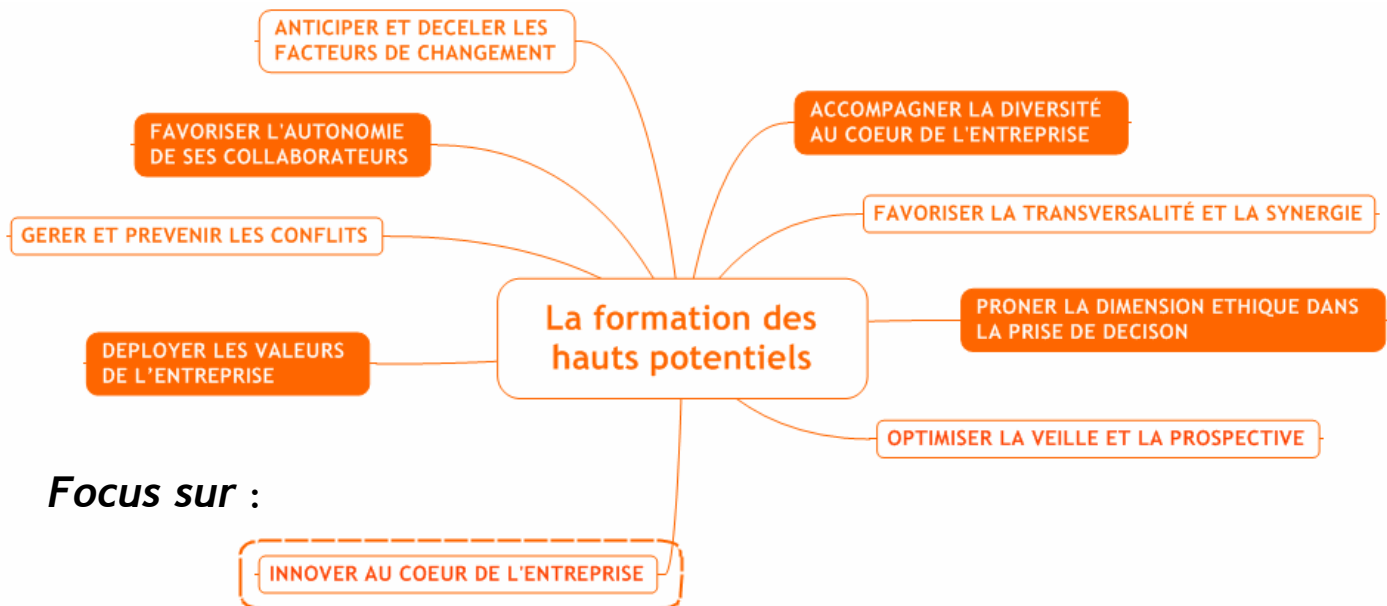 ANTICIPER ET DECELER LES
FACTEURS DE CHANGEMENT
ACCOMPAGNER LA DIVERSITÉ
AU COEUR DE L'ENTREPRISE
FAVORISER L'AUTONOMIE
DE SES COLLABORATEURS
FAVORISER LA TRANSVERSALITÉ ET LA SYNERGIE
GERER ET PREVENIR LES CONFLITS
La formation des
hauts potentiels
PRONER LA DIMENSION ETHIQUE DANS
LA PRISE DE DECISON
DEPLOYER LES VALEURS
DE L’ENTREPRISE
OPTIMISER LA VEILLE ET LA PROSPECTIVE
Focus sur :
INNOVER AU COEUR DE L'ENTREPRISE